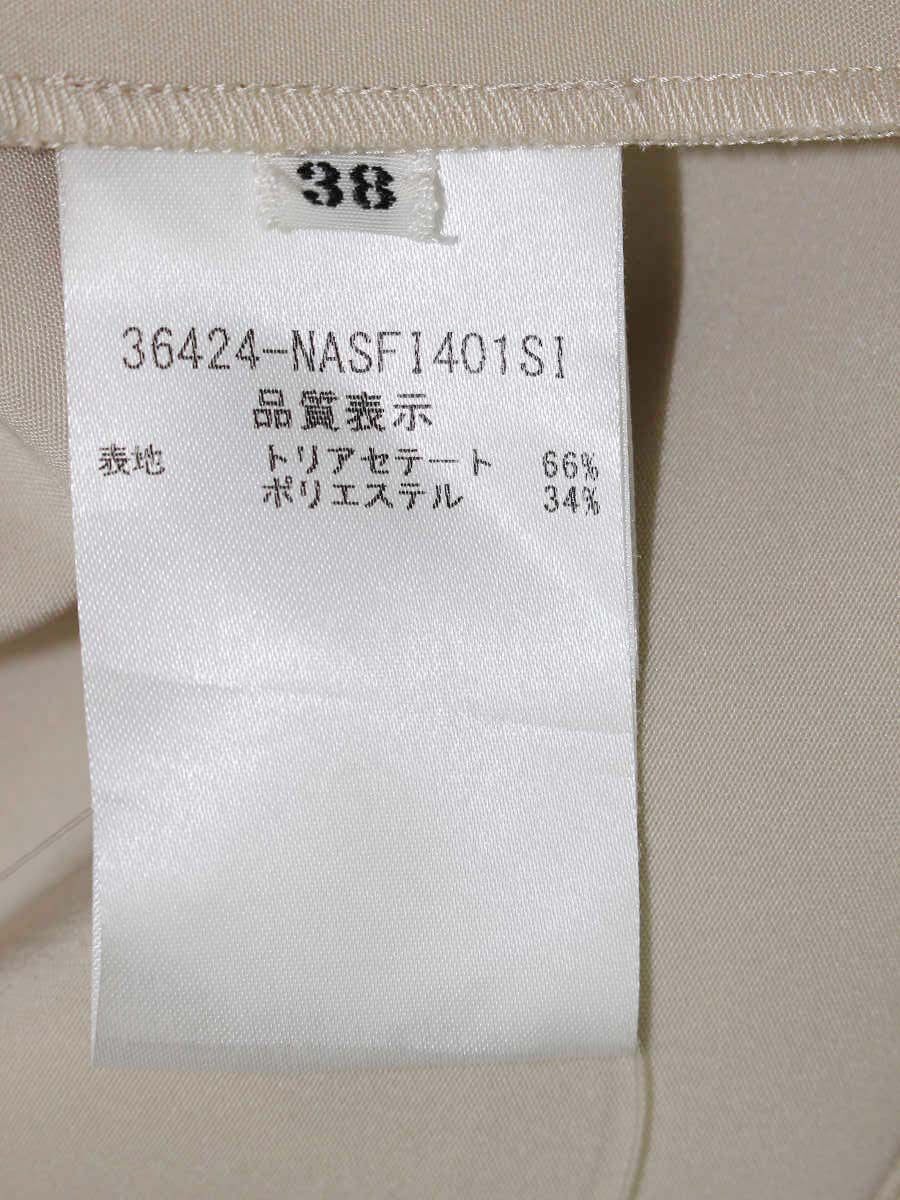 38
36424-NASFI401SI
品質表示
表地 トリアセテート 66%
ポリエステル 34%